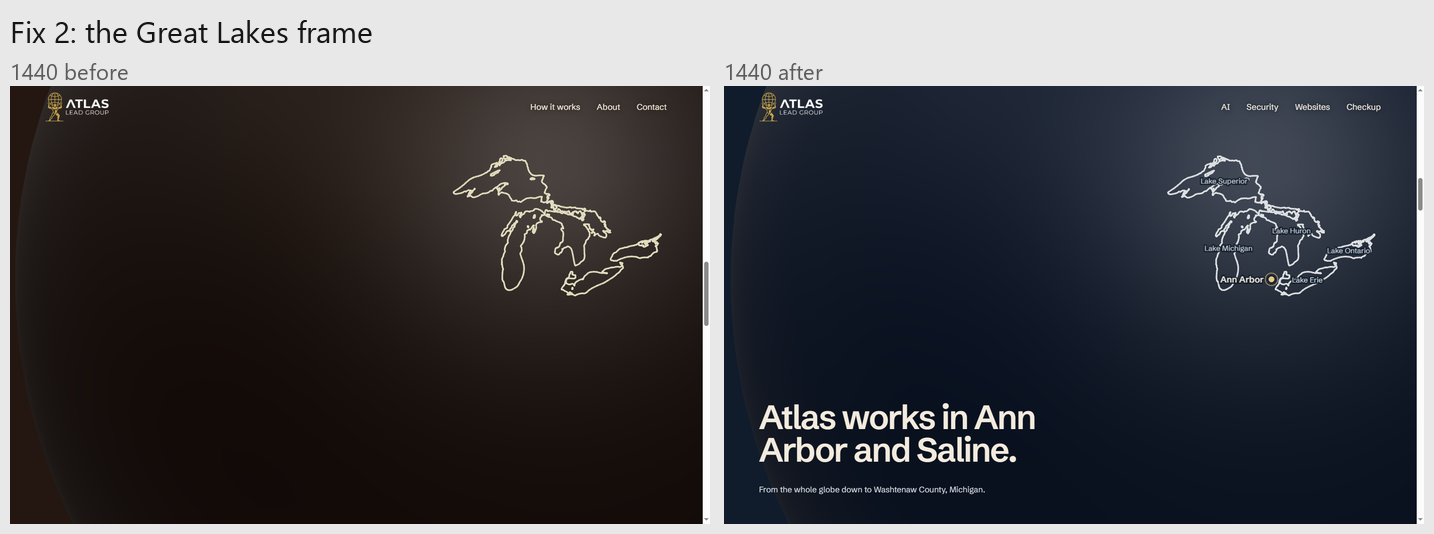 Fix 2: the Great Lakes frame
1440 before
1440 after
ATLAS
LEAD GROUP
How it works
About
Contact
ATLAS
LEAD GROUP
AI
Security
Websites
Checkup
Lake Superior
Lake Huron
Lake Michigan
Lake Ontario
Ann Arbor
Lake Erie
Atlas works in Ann
Arbor and Saline.
From the whole globe down to Washtenaw County, Michigan.